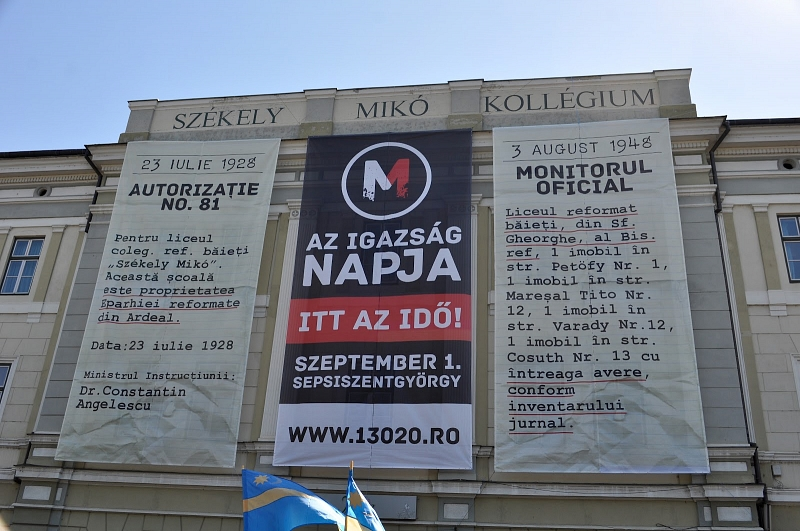 SZÉKELY MIKÓ KOLLÉGIUM
23 IULIE 1928
AUTORIZAȚIE
NO. 81
Pentru liceul
coleg. ref. băieți
„Székely Mikó".
Această școală
este proprietatea
Eparhiei reformate
din Ardeal.
Data:23 iulie 1928
Ministrul Instrucțiunii:
Dr.Constantin
Angelescu
M
AZ IGAZSÁG
NAPJA
ITT AZ IDŐ!
SZEPTEMBER 1.
SEPSISZENTGYÖRGY
WWW.13020.RO
3 AUGUST 1948
MONITORUL
OFICIAL
Liceul reformat
băieți, din Sf.
Gheorghe, al Bis.
ref, 1 imobil în
str. Petöfy Nr. 1,
1 imobil în str.
Mareșal Tito Nr.
12, 1 imobil în
str. Varady Nr.12,
1 imobil în str.
Cosuth Nr. 13 cu
întreaga avere,
conform
inventarului
jurnal.